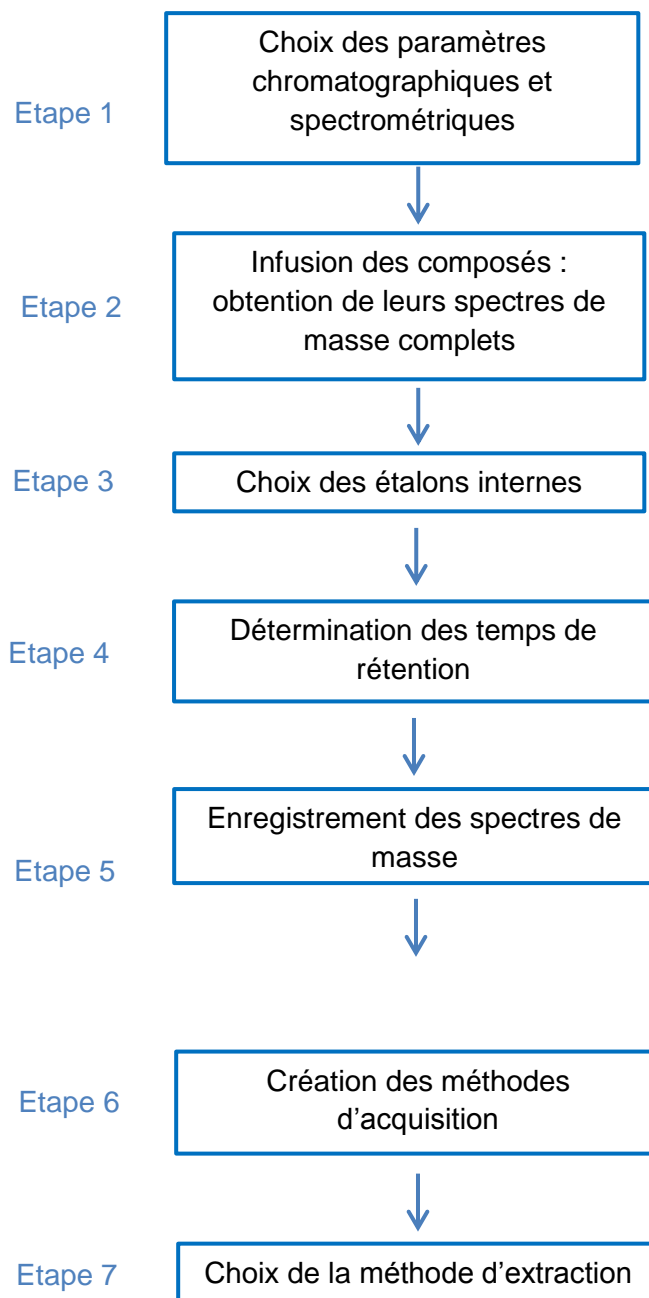 Choix des paramètres
chromatographiques et
spectrométriques
Etape 1
Infusion des composés :
obtention de leurs spectres de
masse complets
Etape 2
Etape 3
Choix des étalons internes
Détermination des temps de
rétention
Etape 4
Enregistrement des spectres de
masse
Etape 5
Création des méthodes
d’acquisition
Etape 6
Choix de la méthode d’extraction
Etape 7